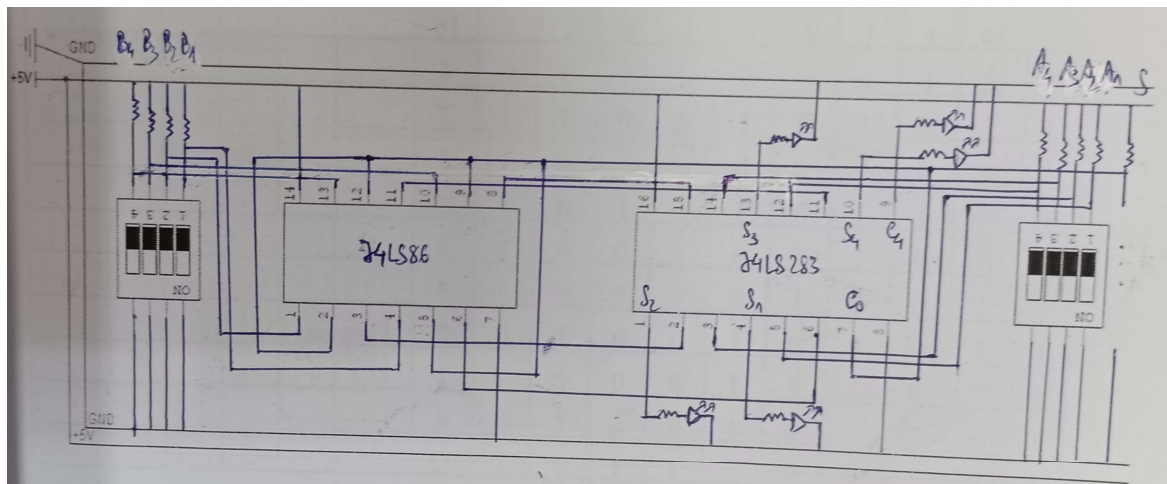 GND B4 B3 B2 B1
+5V
A4 A3 A2 A1 S
14 13 12 11 10 9 8
16 15 14 13 12 11 10 9
4 3 2 1
ON
74LS86
S3 S4 C4
74LS283
S2 S1 C0
4 3 2 1
ON
1 2 3 4 5 6 7
1 2 3 4 5 6 7 8
GND
+5V